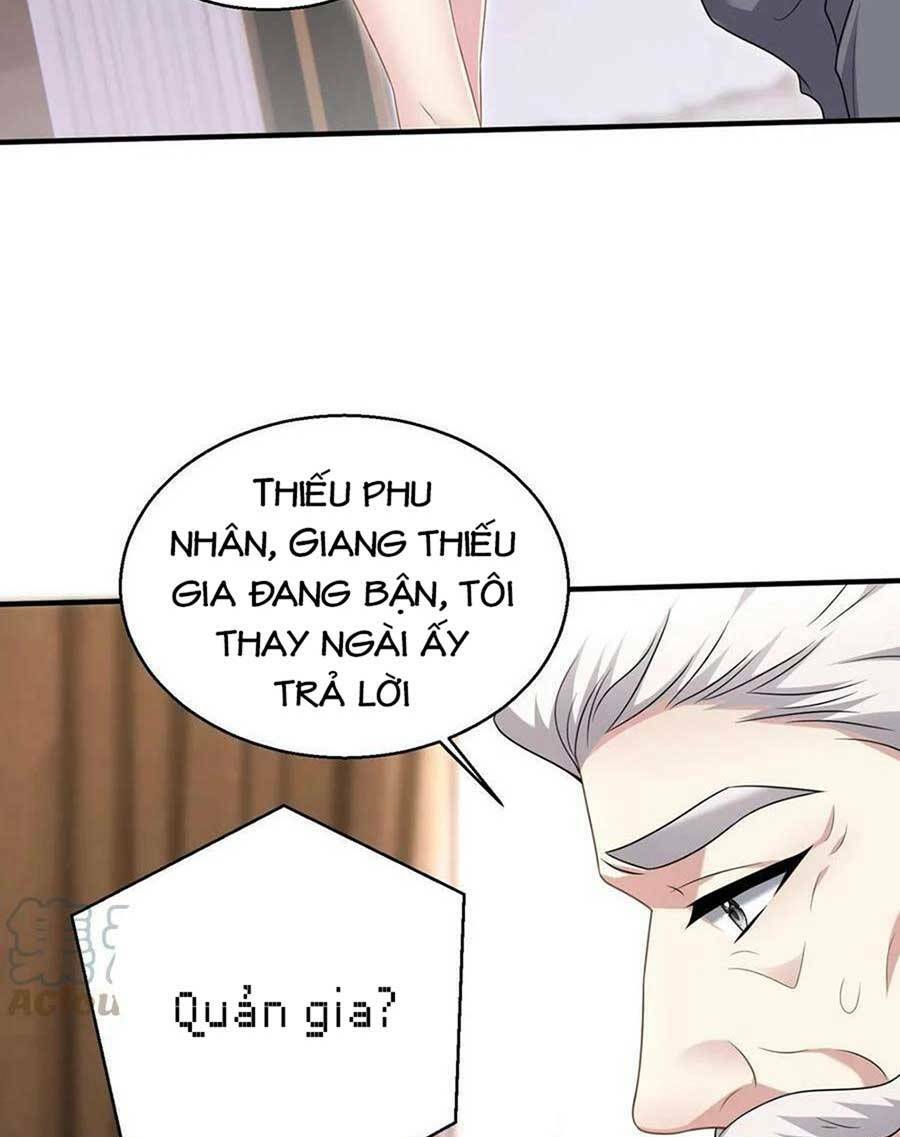 THIẾU PHU
NHÂN, GIANG THIẾU
GIA ĐANG BẬN, TÔI
THAY NGÀI ẤY
TRẢ LỜI
Quản gia?